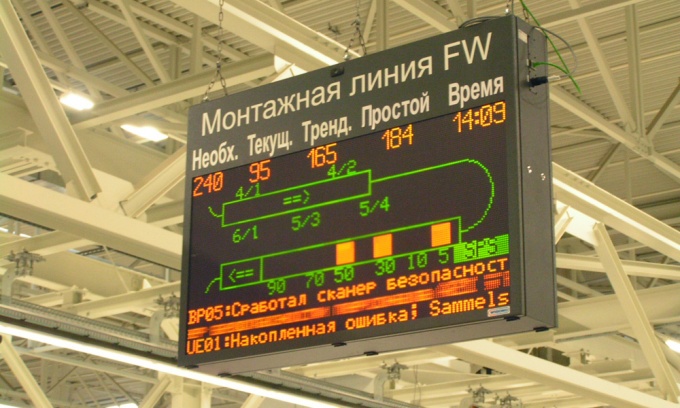 Монтажная линия FW
Необх. Текущ. Тренд. Простой Время
240 95 165 184 14:09
4/1 4/2
==>
6/1 5/3 5/4
<==
90 70 50 30 10 5 SPS
BP05:Сработал сканер безопасност
UE01:Накопленная ошибка; Sammels